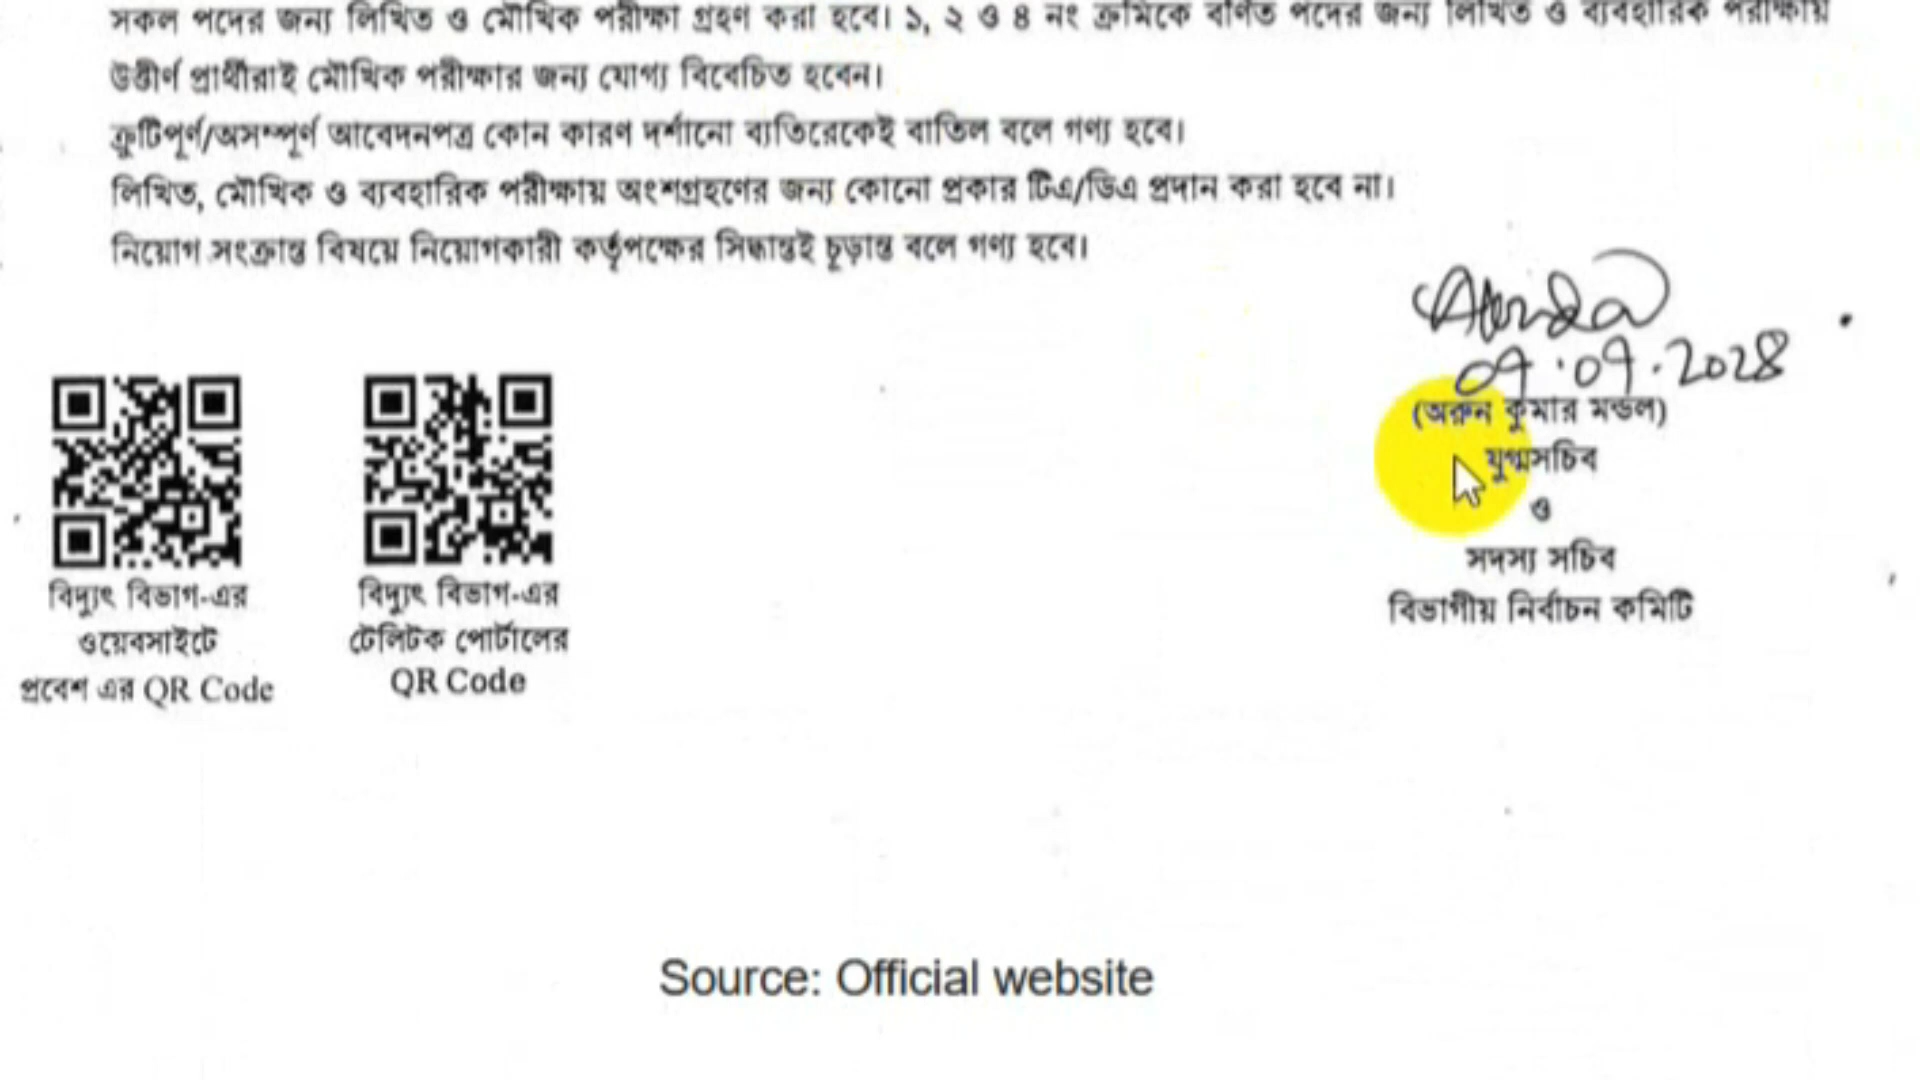 সকল পদের জন্য লিখিত ও মৌখিক পরীক্ষা গ্রহণ করা হবে। ১, ২ ও ৪ নং ক্রমিকে বর্ণিত পদের জন্য লিখিত ও ব্যবহারিক পরীক্ষায়
উত্তীর্ণ প্রার্থীরাই মৌখিক পরীক্ষার জন্য যোগ্য বিবেচিত হবেন।
ত্রুটিপূর্ণ/অসম্পূর্ণ আবেদনপত্র কোন কারণ দর্শানো ব্যতিরেকেই বাতিল বলে গণ্য হবে।
লিখিত, মৌখিক ও ব্যবহারিক পরীক্ষায় অংশগ্রহণের জন্য কোনো প্রকার টিএ/ডিএ প্রদান করা হবে না।
নিয়োগ সংক্রান্ত বিষয়ে নিয়োগকারী কর্তৃপক্ষের সিদ্ধান্তই চূড়ান্ত বলে গণ্য হবে।
(অরুন কুমার মন্ডল)
যুগ্মসচিব
ও
সদস্য সচিব
বিভাগীয় নির্বাচন কমিটি
বিদ্যুৎ বিভাগ-এর
ওয়েবসাইটে
প্রবেশ এর QR Code
বিদ্যুৎ বিভাগ-এর
টেলিটক পোর্টালের
QR Code
Source: Official website